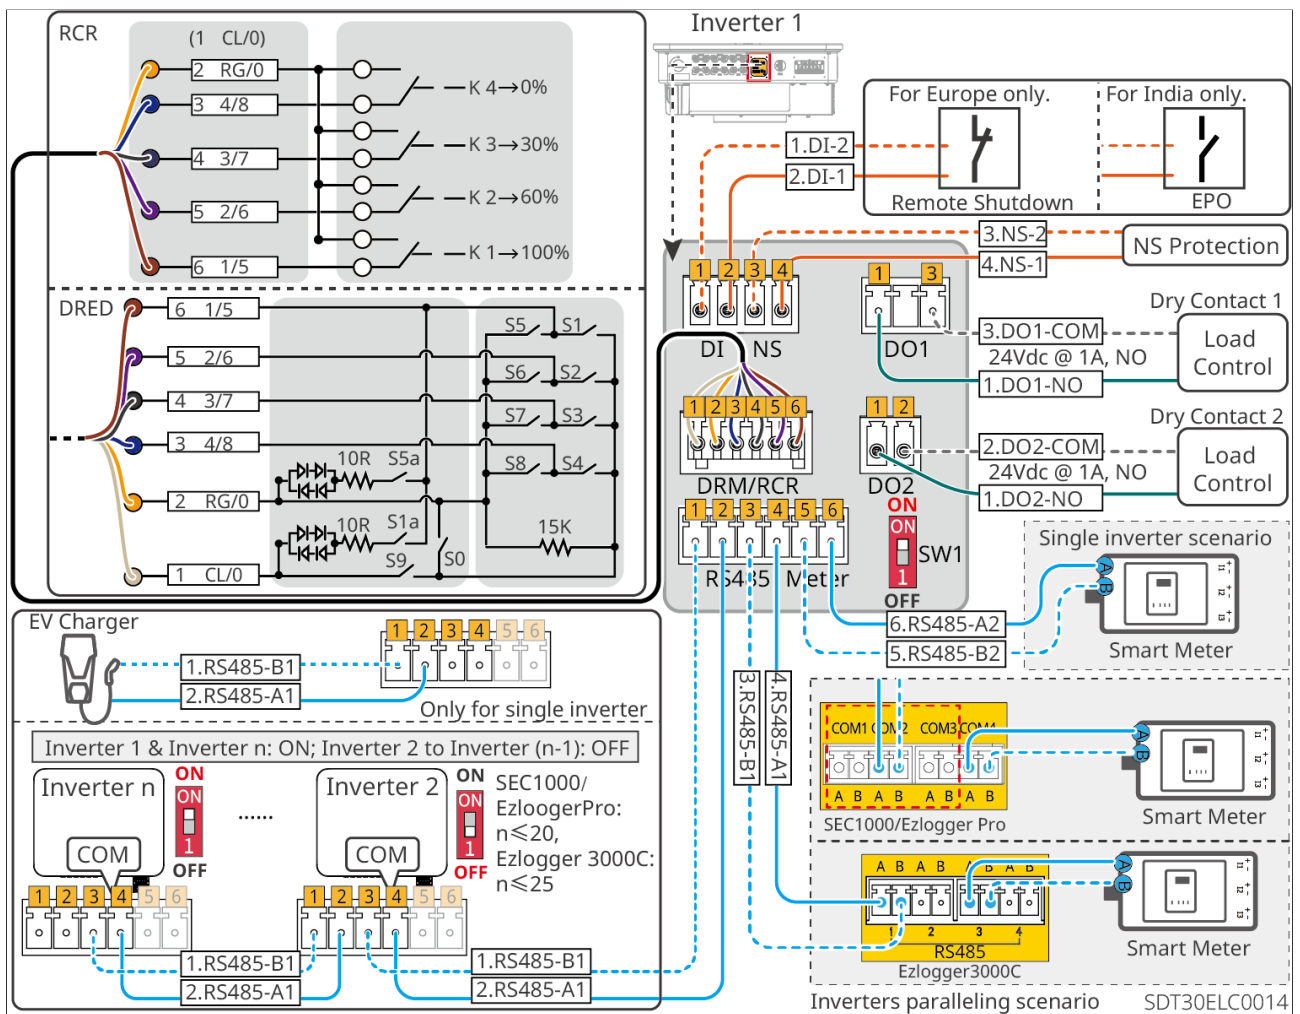 Inverter 1
RCR
(1 CL/0)
2 RG/0
3 4/8
4 3/7
5 2/6
6 1/5
K 4→0%
K 3→30%
K 2→60%
K 1→100%
DRED
6 1/5
5 2/6
4 3/7
3 4/8
2 RG/0
1 CL/0
10R
S5a
10R
S1a
S9
S0
S5
S1
S6
S2
S7
S3
S8
S4
15K
1.DI-2
2.DI-1
For Europe only.
Remote Shutdown
For India only.
EPO
3.NS-2
4.NS-1
NS Protection
1 2 3 4
DI NS
1 3
DO1
Dry Contact 1
3.DO1-COM
24Vdc @ 1A, NO
1.DO1-NO
Load
Control
1 2 3 4 5 6
DRM/RCR
1 2
DO2
Dry Contact 2
2.DO2-COM
24Vdc @ 1A, NO
1.DO2-NO
Load
Control
1 2 3 4 5 6
RS485 Meter
ON
ON
1
OFF
SW1
Single inverter scenario
Smart Meter
A
B
6.RS485-A2
5.RS485-B2
3.RS485-B1
4.RS485-A1
EV Charger
1.RS485-B1
2.RS485-A1
1 2 3 4 5 6
Only for single inverter
Inverter 1 & Inverter n: ON; Inverter 2 to Inverter (n-1): OFF
Inverter n
COM
ON
ON
1
OFF
......
Inverter 2
COM
ON
ON
1
OFF
SEC1000/
EzloogerPro:
n≤20,
Ezlogger 3000C:
n≤25
1 2 3 4 5 6
1 2 3 4 5 6
1.RS485-B1
2.RS485-A1
1.RS485-B1
2.RS485-A1
COM1 COM2 COM3 COM4
A B A B A B A B
SEC1000/Ezlogger Pro
A
B
Smart Meter
A B A B A B A B
1 2 3 4
RS485
Ezlogger3000C
A
B
Smart Meter
Inverters paralleling scenario
SDT30ELC0014